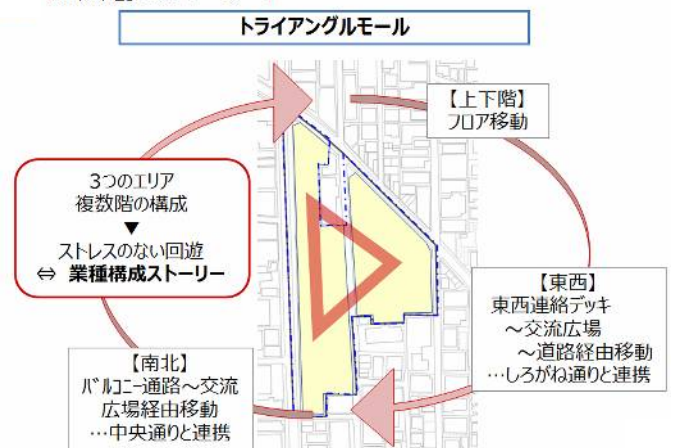 トライアングルモール
【上下階】
フロア移動
3つのエリア
複数階の構成
▼
ストレスのない回遊
⇔ 業種構成ストーリー
【東西】
東西連絡デッキ
～交流広場
～道路経由移動
…しろがね通りと連携
【南北】
バルコニー通路～交流
広場経由移動
…中央通りと連携